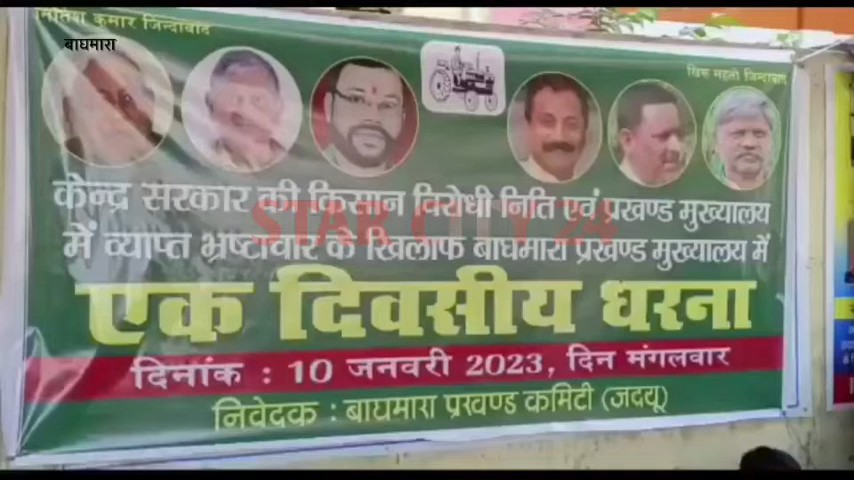 नितिश कुमार जिन्दाबाद
बाघमारा
खिरु महतो जिन्दाबाद
केन्द्र सरकार की किसान विरोधी निति एवं प्रखण्ड मुख्यालय
में व्याप्त भ्रष्टाचार के खिलाफ बाघमारा प्रखण्ड मुख्यालय में
STAR CITY 24
एक दिवसीय धरना
दिनांक : 10 जनवरी 2023, दिन मंगलवार
निवेदक : बाघमारा प्रखण्ड कमिटी (जदयू)